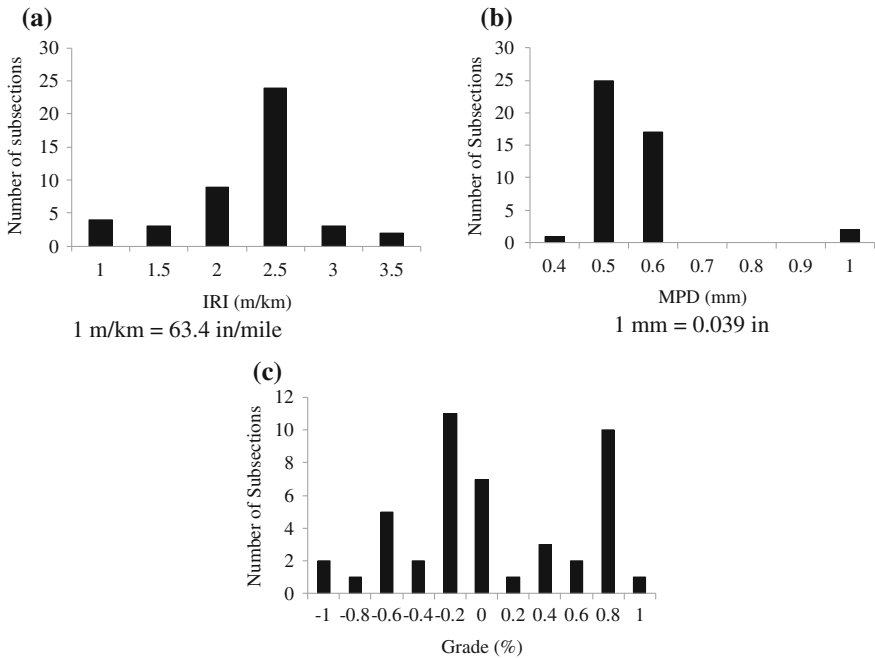 (a)
Number of subsections
30
25
20
15
10
5
0
1 1.5 2 2.5 3 3.5
IRI (m/km)
1 m/km = 63.4 in/mile
(b)
Number of Subsections
30
25
20
15
10
5
0
0.4 0.5 0.6 0.7 0.8 0.9 1
MPD (mm)
1 mm = 0.039 in
(c)
Number of Subsections
12
10
8
6
4
2
0
-1 -0.8 -0.6 -0.4 -0.2 0 0.2 0.4 0.6 0.8 1
Grade (%)